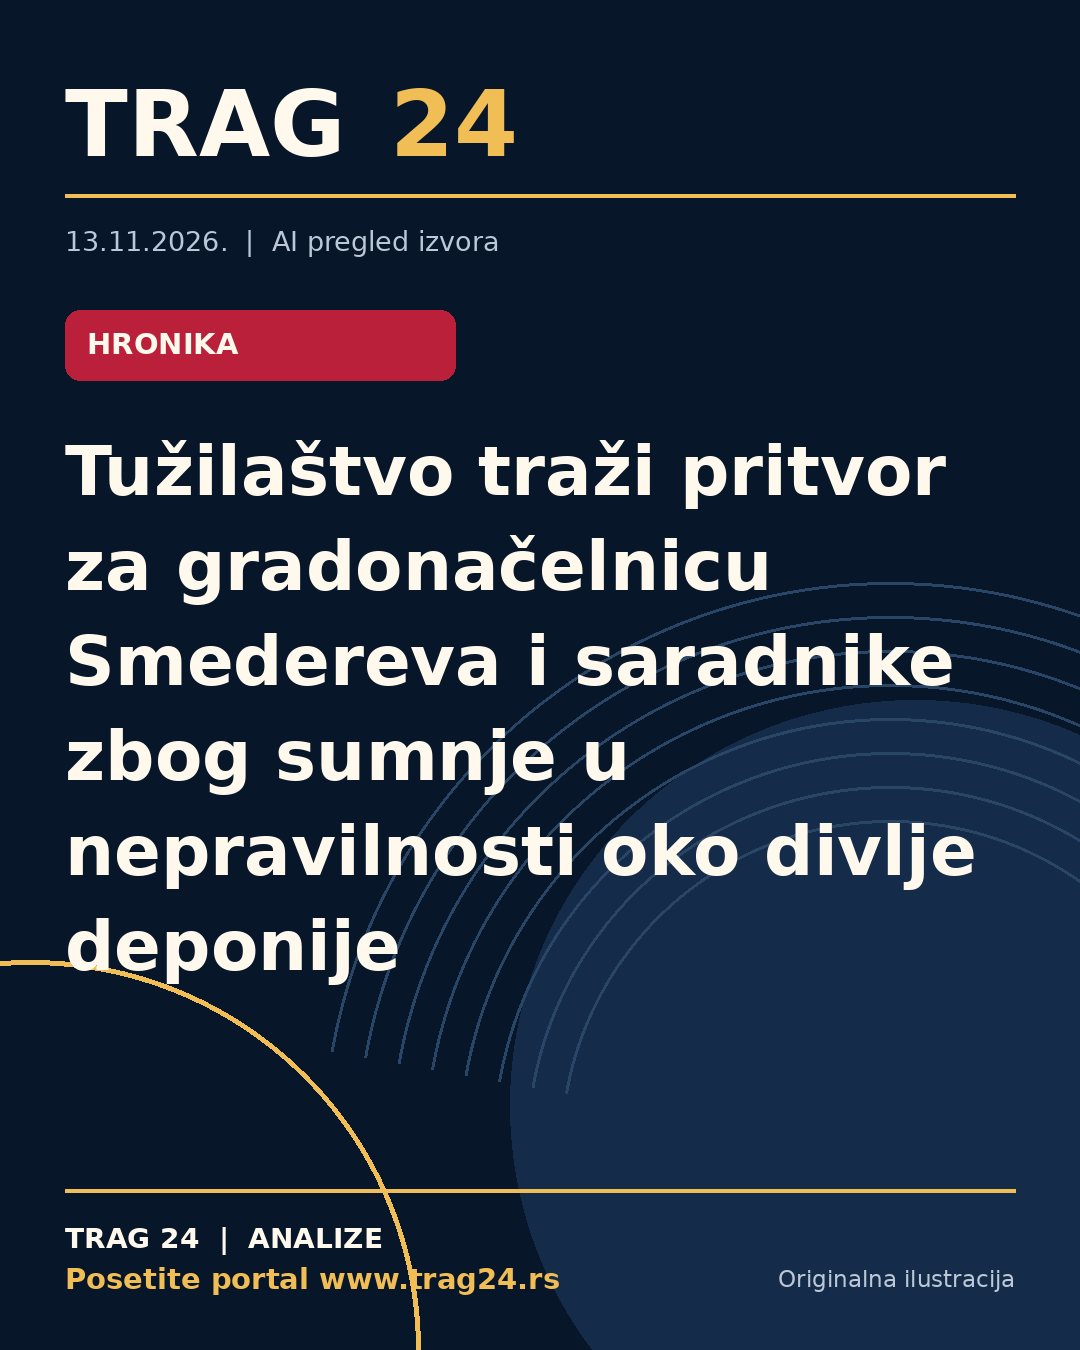 TRAG 24
13.11.2026. | AI pregled izvora
HRONIKA
Tužilaštvo traži pritvor
za gradonačelnicu
Smedereva i saradnike
zbog sumnje u
nepravilnosti oko divlje
deponije
TRAG 24 | ANALIZE
Posetite portal www.trag24.rs
Originalna ilustracija